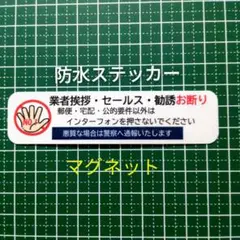 防水ステッカー
業者挨拶・セールス・勧誘お断り
郵便・宅配・公的要件以外は
インターフォンを押さないでください
悪質な場合は警察へ通報いたします
マグネット